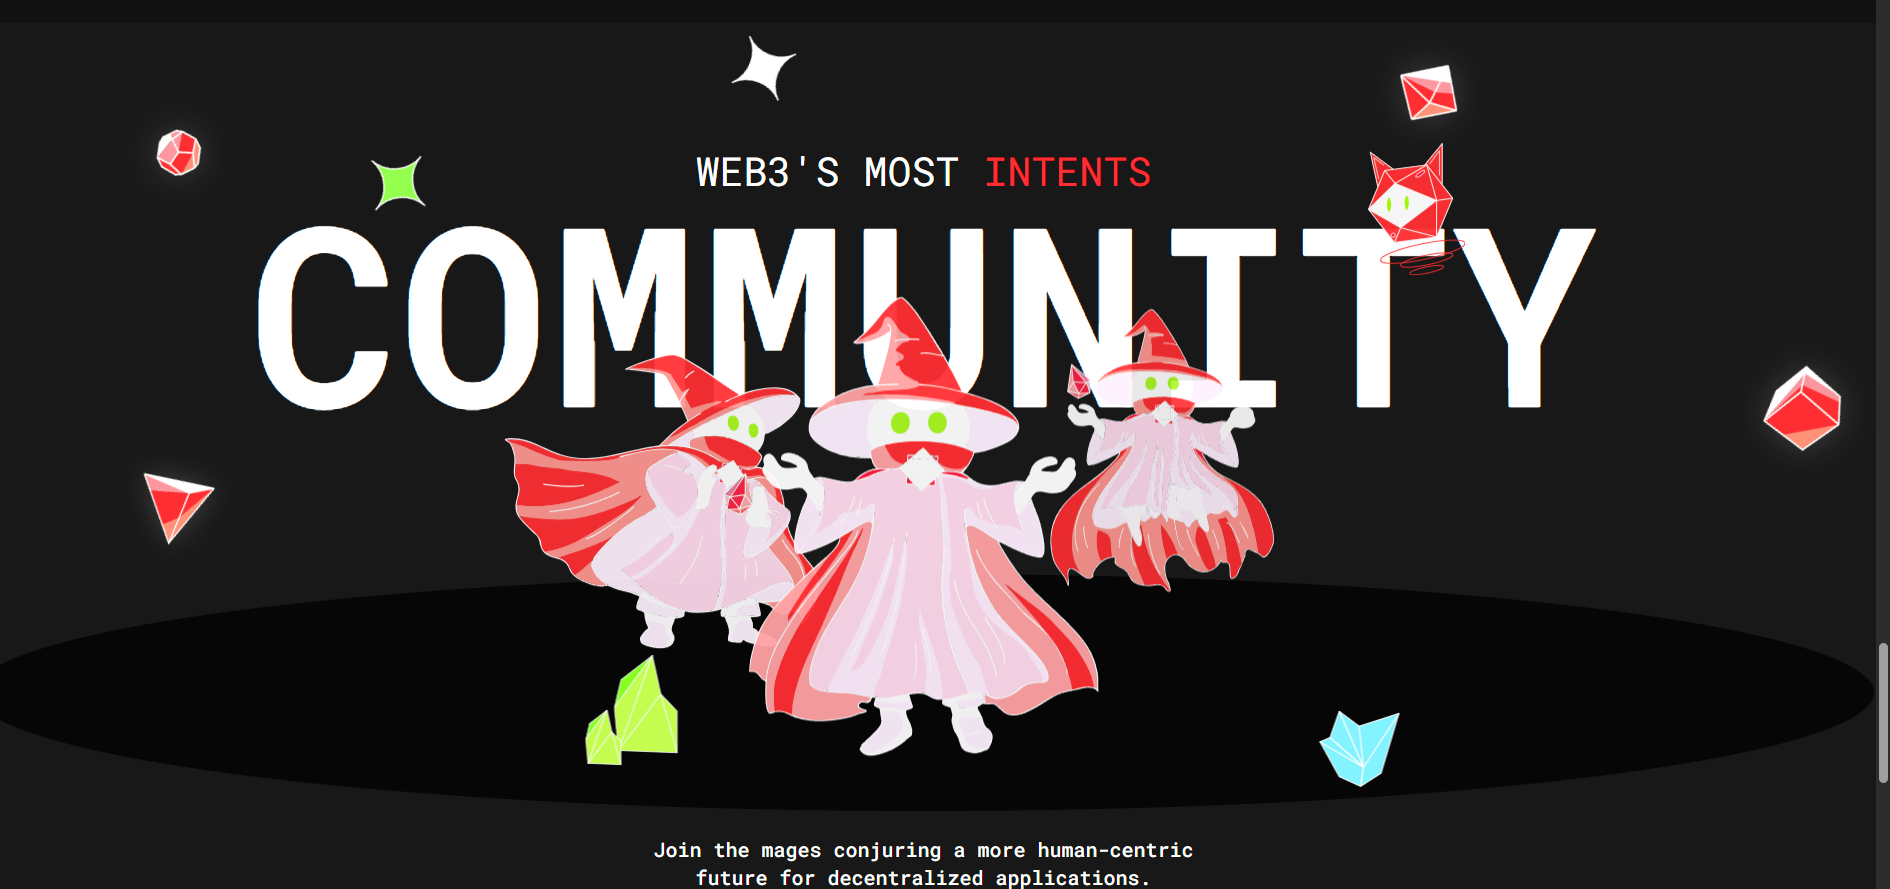 WEB3'S MOST INTENTS
COMMUNITY
Join the mages conjuring a more human-centric
future for decentralized applications.